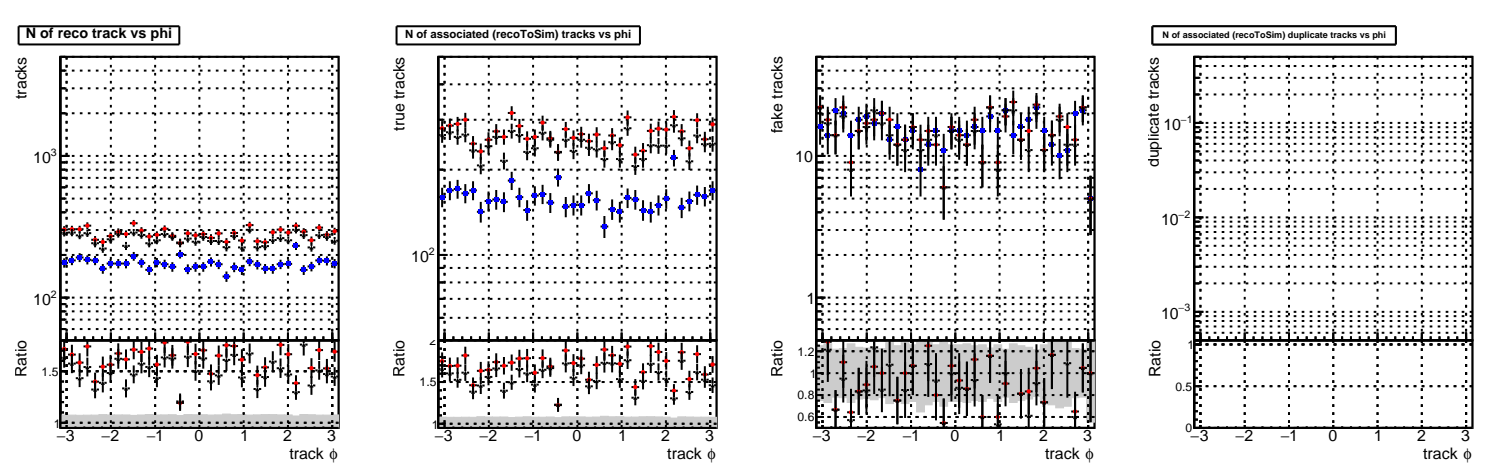 N of reco track vs phi
tracks
10³
10²
Ratio
1.5
1
−3 −2 −1 0 1 2 3
track ϕ
N of associated (recoToSim) tracks vs phi
true tracks
10²
Ratio
2
1.5
1
−3 −2 −1 0 1 2 3
track ϕ
fake tracks
10
1
Ratio
1.2
1
0.8
0.6
−3 −2 −1 0 1 2 3
track ϕ
N of associated (recoToSim) duplicate tracks vs phi
duplicate tracks
10⁻¹
10⁻²
10⁻³
Ratio
1
0.5
0
−3 −2 −1 0 1 2 3
track ϕ